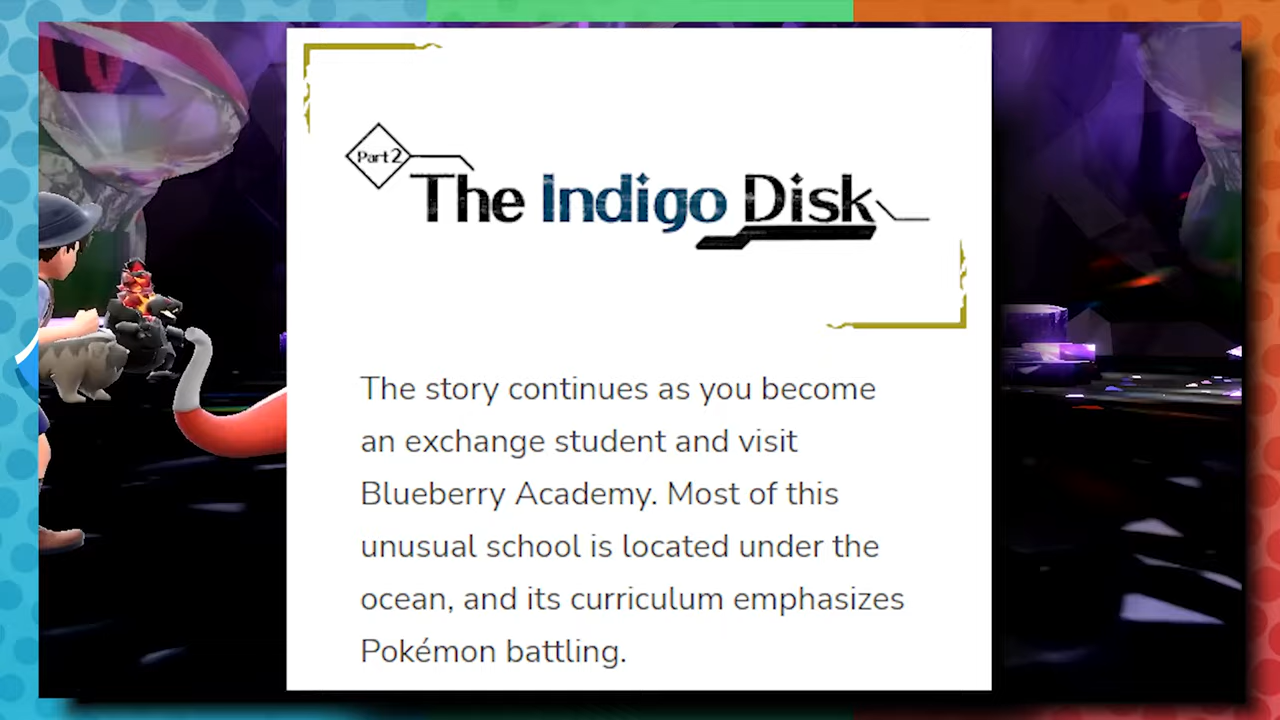 Part 2
The Indigo Disk
The story continues as you become
an exchange student and visit
Blueberry Academy. Most of this
unusual school is located under the
ocean, and its curriculum emphasizes
Pokémon battling.